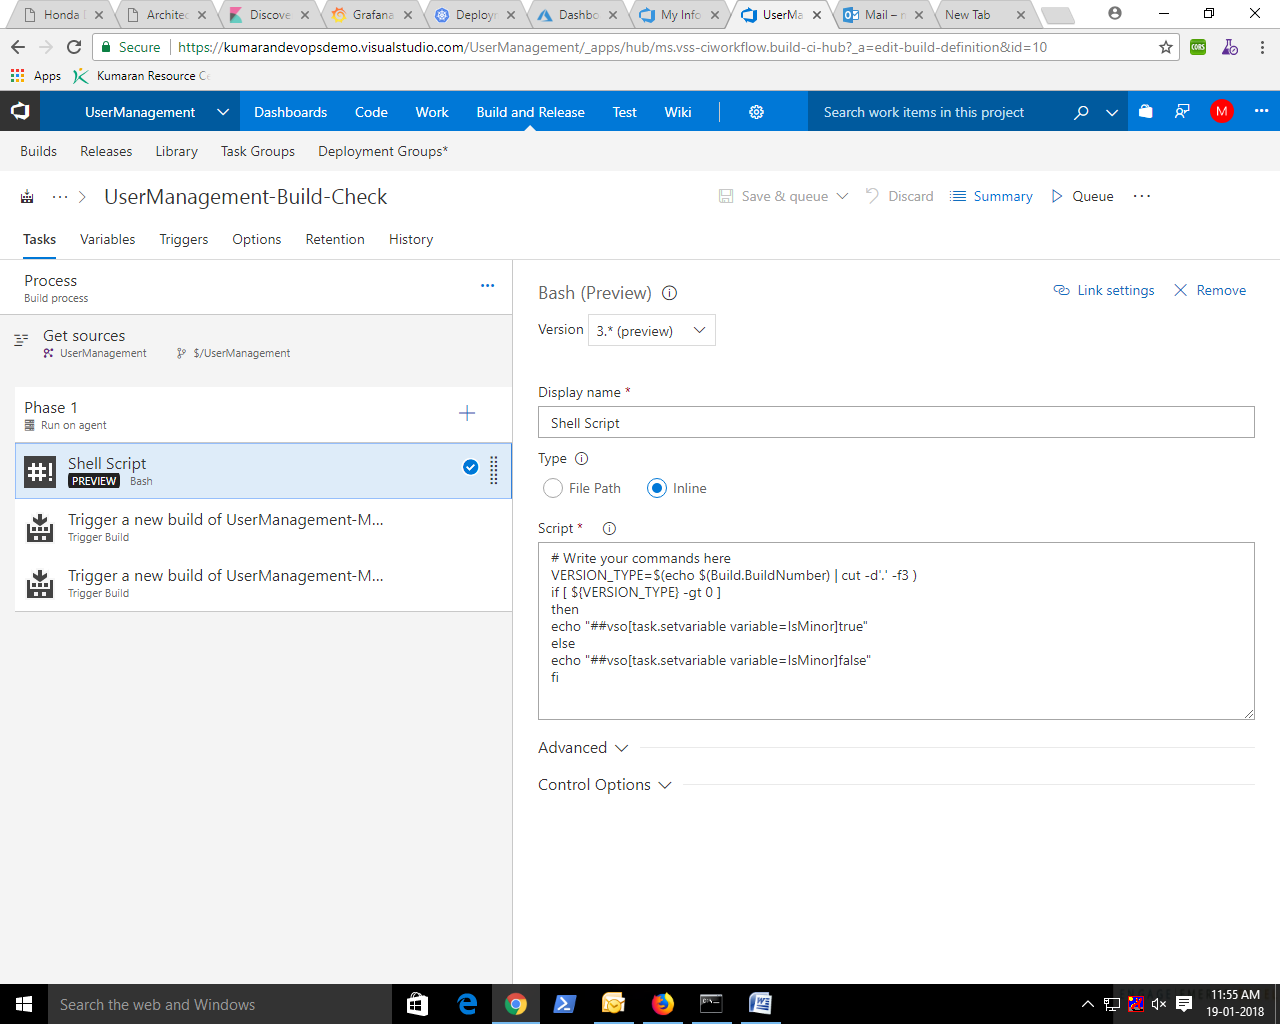 Honda
Architec
Discove
Grafana
Deployn
Dashbo
My Info
UserMa
Mail –
New Tab
Secure
https://kumarandevopsdemo.visualstudio.com/UserManagement/_apps/hub/ms.vss-ciworkflow.build-ci-hub?_a=edit-build-definition&id=10
CORS
Apps
Kumaran Resource Ce
UserManagement
Dashboards
Code
Work
Build and Release
Test
Wiki
Search work items in this project
M
...
Builds
Releases
Library
Task Groups
Deployment Groups*
... > UserManagement-Build-Check
Save & queue
Discard
Summary
Queue
...
Tasks
Variables
Triggers
Options
Retention
History
Process
...
Build process
Get sources
UserManagement
$/UserManagement
Phase 1
Run on agent
#!
Shell Script
PREVIEW Bash
Trigger a new build of UserManagement-M...
Trigger Build
Trigger a new build of UserManagement-M...
Trigger Build
Bash (Preview)
Link settings
Remove
Version 3.* (preview)
Display name *
Shell Script
Type
File Path
Inline
Script *
# Write your commands here
VERSION_TYPE=$(echo $(Build.BuildNumber) | cut -d'.' -f3 )
if [ ${VERSION_TYPE} -gt 0 ]
then
echo "##vso[task.setvariable variable=IsMinor]true"
else
echo "##vso[task.setvariable variable=IsMinor]false"
fi
Advanced
Control Options
Search the web and Windows
11:55 AM
19-01-2018